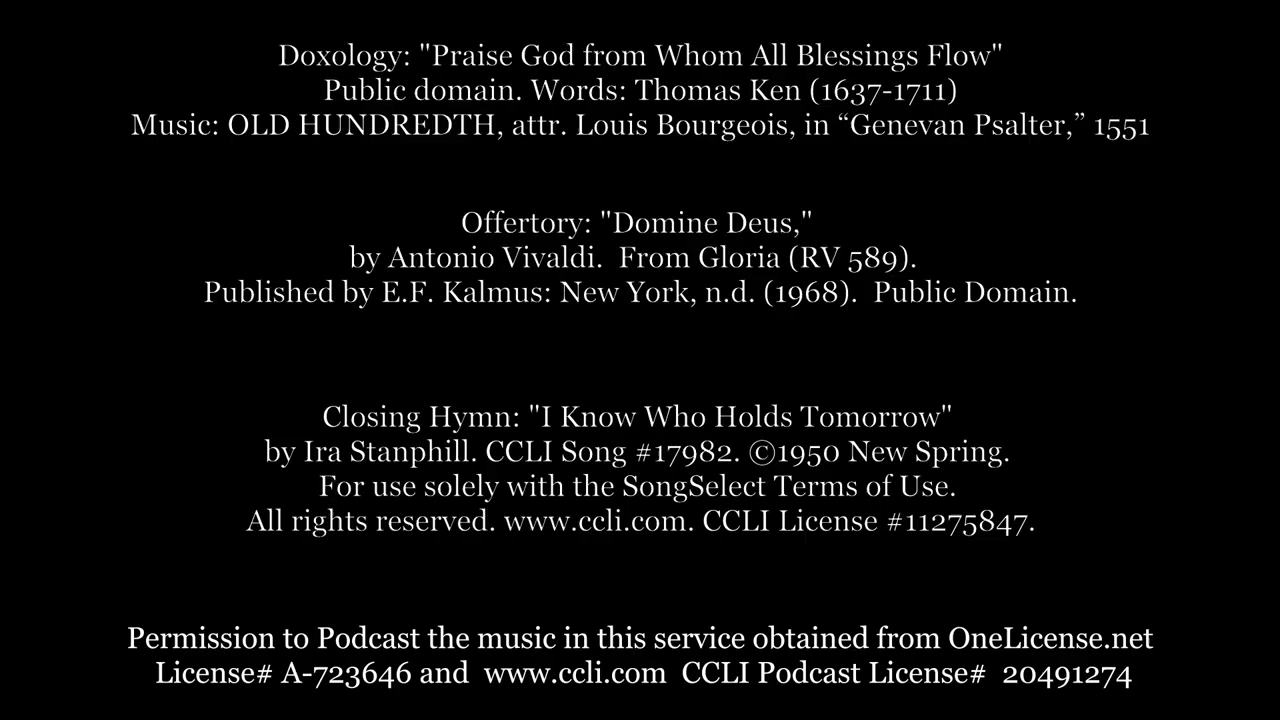 Doxology: "Praise God from Whom All Blessings Flow"
Public domain. Words: Thomas Ken (1637-1711)
Music: OLD HUNDREDTH, attr. Louis Bourgeois, in “Genevan Psalter,” 1551
Offertory: "Domine Deus,"
by Antonio Vivaldi.  From Gloria (RV 589).
Published by E.F. Kalmus: New York, n.d. (1968).  Public Domain.
Closing Hymn: "I Know Who Holds Tomorrow"
by Ira Stanphill. CCLI Song #17982. ©1950 New Spring.
For use solely with the SongSelect Terms of Use.
All rights reserved. www.ccli.com. CCLI License #11275847.
Permission to Podcast the music in this service obtained from OneLicense.net
License# A-723646 and  www.ccli.com  CCLI Podcast License#  20491274